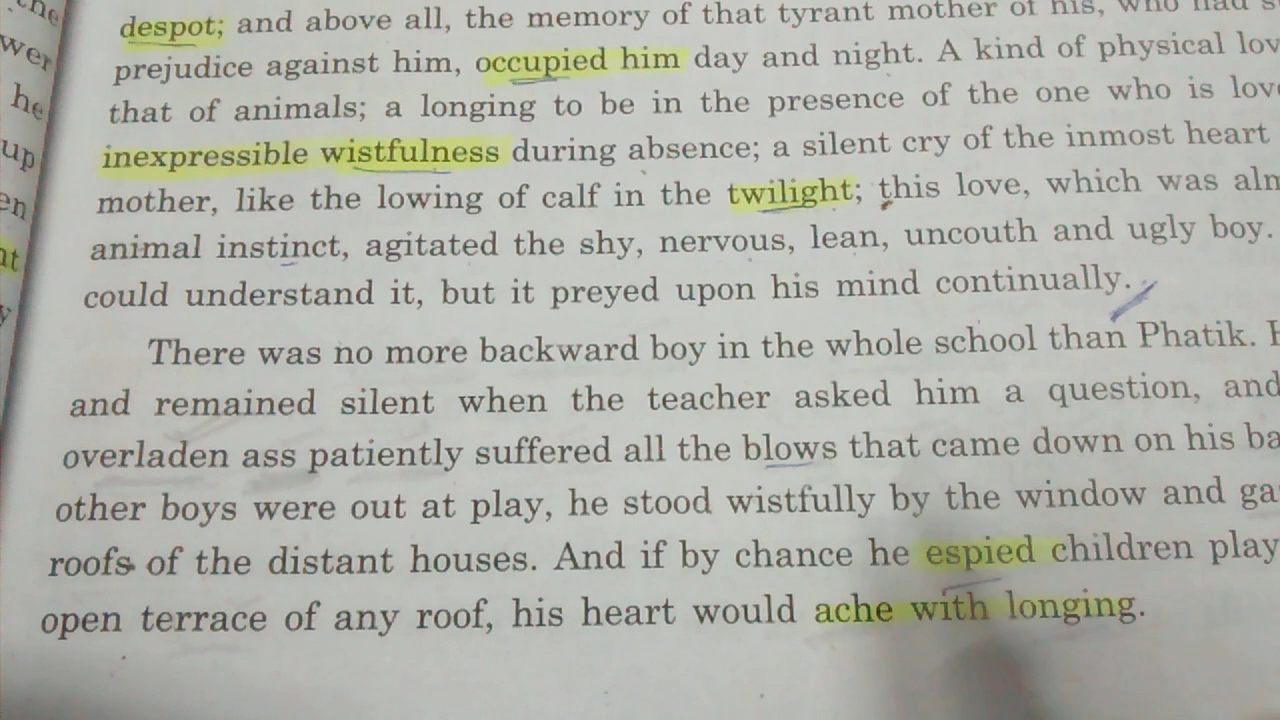 despot; and above all, the memory of that tyrant mother of his, who had
prejudice against him, occupied him day and night. A kind of physical
that of animals; a longing to be in the presence of the one who is
inexpressible wistfulness during absence; a silent cry of the inmost heart
mother, like the lowing of calf in the twilight; this love, which was
animal instinct, agitated the shy, nervous, lean, uncouth and ugly boy.
could understand it, but it preyed upon his mind continually.
There was no more backward boy in the whole school than Phatik.
and remained silent when the teacher asked him a question, and
overladen ass patiently suffered all the blows that came down on his
other boys were out at play, he stood wistfully by the window and
roofs of the distant houses. And if by chance he espied children play
open terrace of any roof, his heart would ache with longing.
he
up